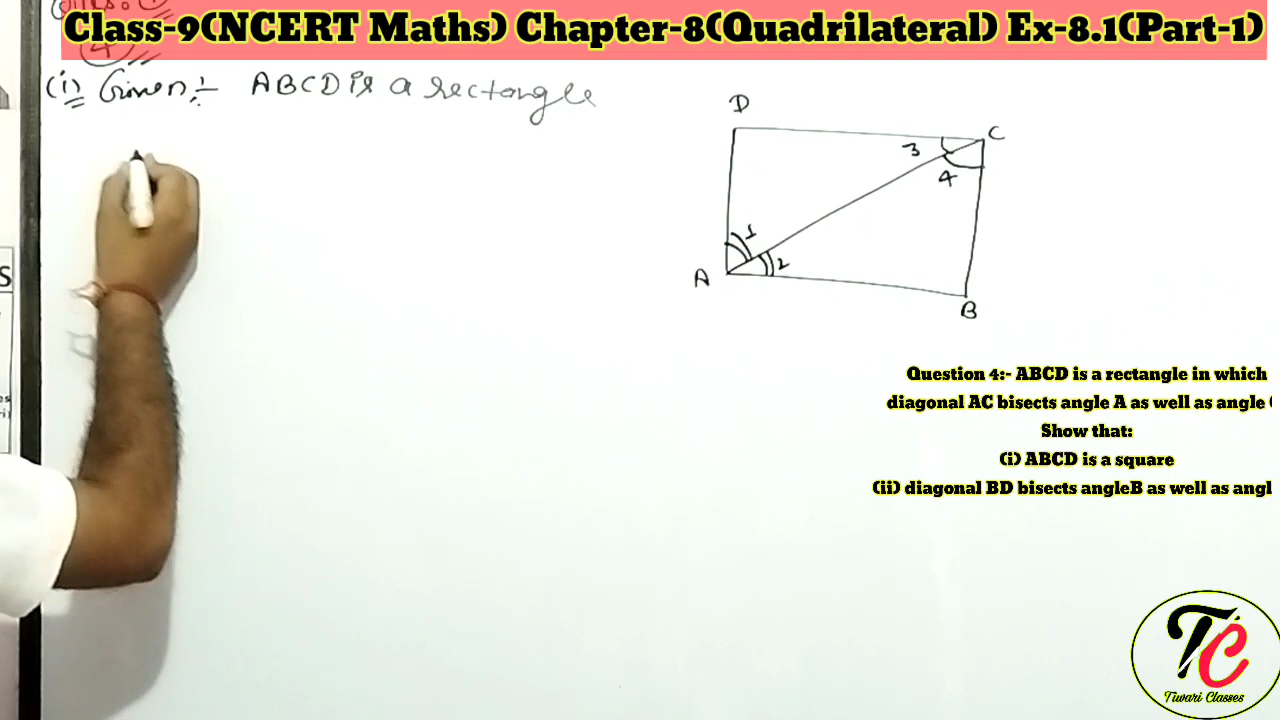 Class-9(NCERT Maths) Chapter-8(Quadrilateral) Ex-8.1(Part-1)
(4)
(i) Given:- ABCD is a rectangle
D
C
3
4
1
2
A
B
Question 4:- ABCD is a rectangle in which
diagonal AC bisects angle A as well as angle
Show that:
(i) ABCD is a square
(ii) diagonal BD bisects angleB as well as angl
S
TC
Tiwari Classes